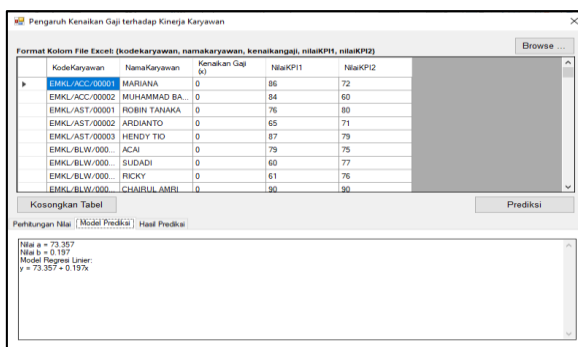 Pengaruh Kenaikan Gaji terhadap Kinerja Karyawan
Format Kolom File Excel: (kodekaryawan, namakaryawan, kenaikangaji, nilaiKPI1, nilaiKPI2)
Browse ...
KodeKaryawan NamaKaryawan Kenaikan Gaji (x) NilaiKPI1 NilaiKPI2
EMKL/ACC/00001 MARIANA 0 86 72
EMKL/ACC/00002 MUHAMMAD BA... 0 84 60
EMKL/AST/00001 ROBIN TANAKA 0 76 80
EMKL/AST/00002 ARDIANTO 0 65 71
EMKL/AST/00003 HENDY TIO 0 87 79
EMKL/BLW/000... ACAI 0 79 75
EMKL/BLW/000... SUDADI 0 60 77
EMKL/BLW/000... RICKY 0 61 76
EMKL/BLW/000... CHAIRUL AMRI 0 90 90
Kosongkan Tabel Prediksi
Perhitungan Nilai Model Prediksi Hasil Prediksi
Nilai a = 73.357
Nilai b = 0.197
Model Regresi Linier:
y = 73.357 + 0.197x